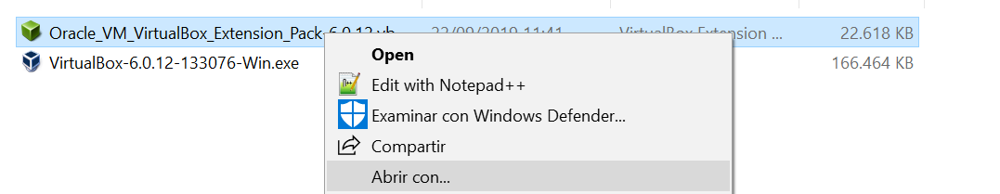 Oracle_VM_VirtualBox_Extension_Pack-6.0.12.vb 22/09/2019 11:41 VirtualBox Extension ... 22.618 KB
VirtualBox-6.0.12-133076-Win.exe 166.464 KB
Open
Edit with Notepad++
Examinar con Windows Defender...
Compartir
Abrir con...